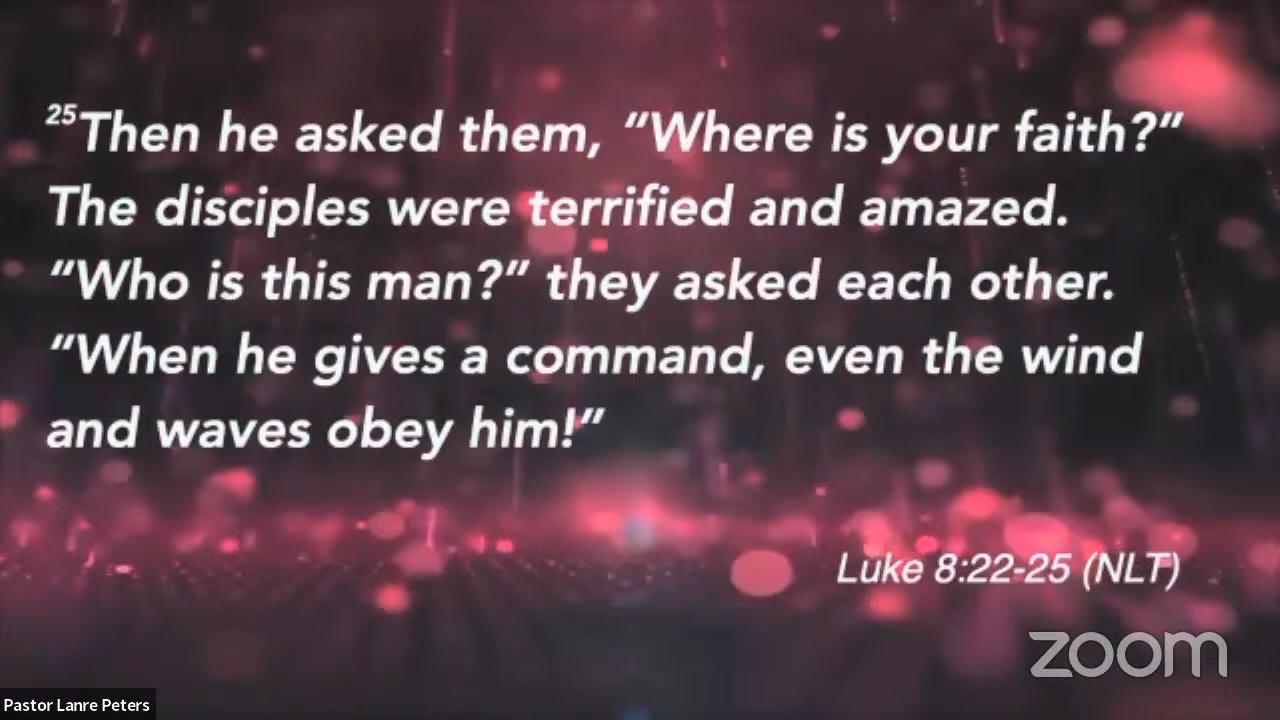 25Then he asked them, “Where is your faith?”
The disciples were terrified and amazed.
“Who is this man?” they asked each other.
“When he gives a command, even the wind
and waves obey him!”
Luke 8:22-25 (NLT)
zoom
Pastor Lanre Peters